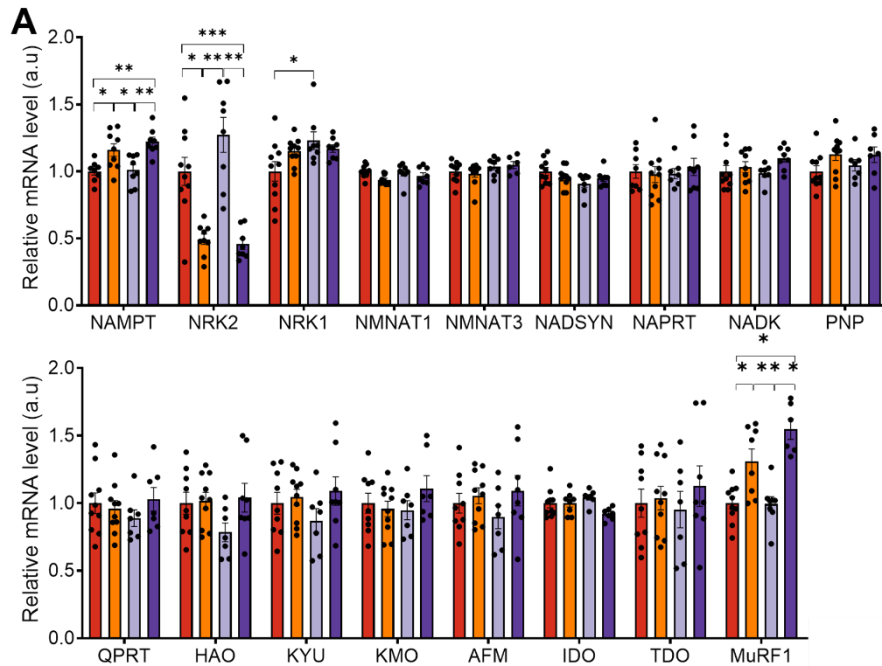 A
Relative mRNA level (a.u)
2.0
1.5
1.0
0.5
0.0
** 
* * **
***
* ** **
*
NAMPT NRK2 NRK1 NMNAT1 NMNAT3 NADSYN NAPRT NADK PNP
Relative mRNA level (a.u)
2.0
1.5
1.0
0.5
0.0
*
* ** *
QPRT HAO KYU KMO AFM IDO TDO MuRF1